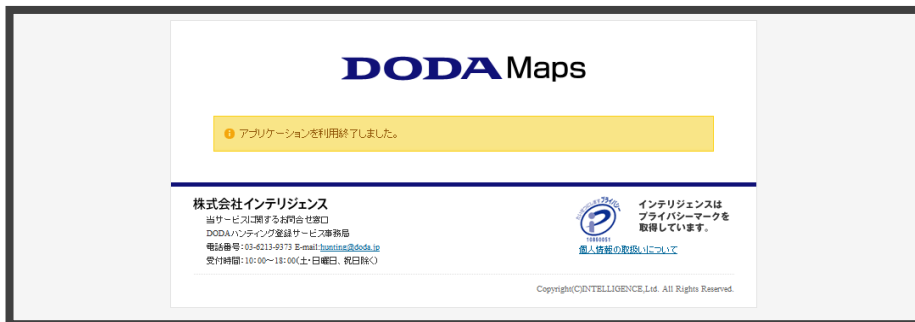 DODA Maps
アプリケーションを利用終了しました。
株式会社インテリジェンス
当サービスに関するお問合せ窓口
DODAハンティング登録サービス事務局
電話番号:03-6213-9373 E-mail:hunting@doda.jp
受付時間:10:00～18:00(土・日曜日、祝日除く)
インテリジェンスは
プライバシーマークを
取得しています。
個人情報の取扱いについて
Copyright(C)INTELLIGENCE,Ltd. All Rights Reserved.